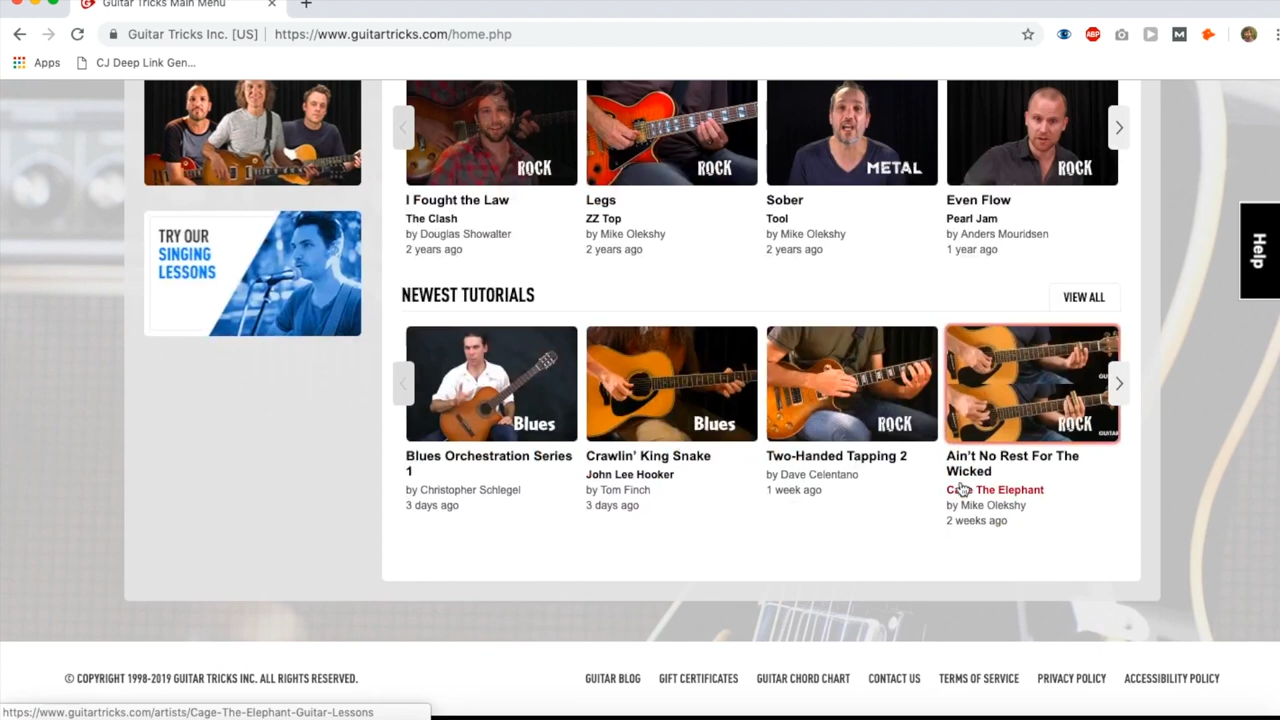 Guitar Tricks Main Menu
Guitar Tricks Inc. [US] | https://www.guitartricks.com/home.php
ABP
M
Apps
CJ Deep Link Gen...
ROCK
ROCK
METAL
ROCK
I Fought the Law
The Clash
by Douglas Showalter
2 years ago
Legs
ZZ Top
by Mike Olekshy
2 years ago
Sober
Tool
by Mike Olekshy
2 years ago
Even Flow
Pearl Jam
by Anders Mouridsen
1 year ago
TRY OUR
SINGING
LESSONS
Help
NEWEST TUTORIALS
VIEW ALL
Blues
Blues
ROCK
ROCK
Blues Orchestration Series
1
by Christopher Schlegel
3 days ago
Crawlin' King Snake
John Lee Hooker
by Tom Finch
3 days ago
Two-Handed Tapping 2
by Dave Celentano
1 week ago
Ain't No Rest For The
Wicked
Cage The Elephant
by Mike Olekshy
2 weeks ago
© COPYRIGHT 1998-2019 GUITAR TRICKS INC. ALL RIGHTS RESERVED.
GUITAR BLOG
GIFT CERTIFICATES
GUITAR CHORD CHART
CONTACT US
TERMS OF SERVICE
PRIVACY POLICY
ACCESSIBILITY POLICY
https://www.guitartricks.com/artists/Cage-The-Elephant-Guitar-Lessons